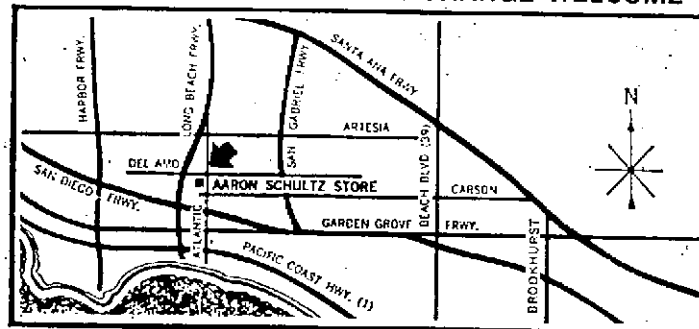 WELCOME
HARBOR FRWY.
LONG BEACH FRWY.
SAN GABRIEL FRWY
SANTA ANA FRWY
N
ARTESIA
BEACH BLVD (39)
DEL AMO
SAN DIEGO FRWY.
AARON SCHULTZ STORE
CARSON
GARDEN GROVE FRWY.
ATLANTIC
PACIFIC COAST HWY. (1)
BROOKHURST